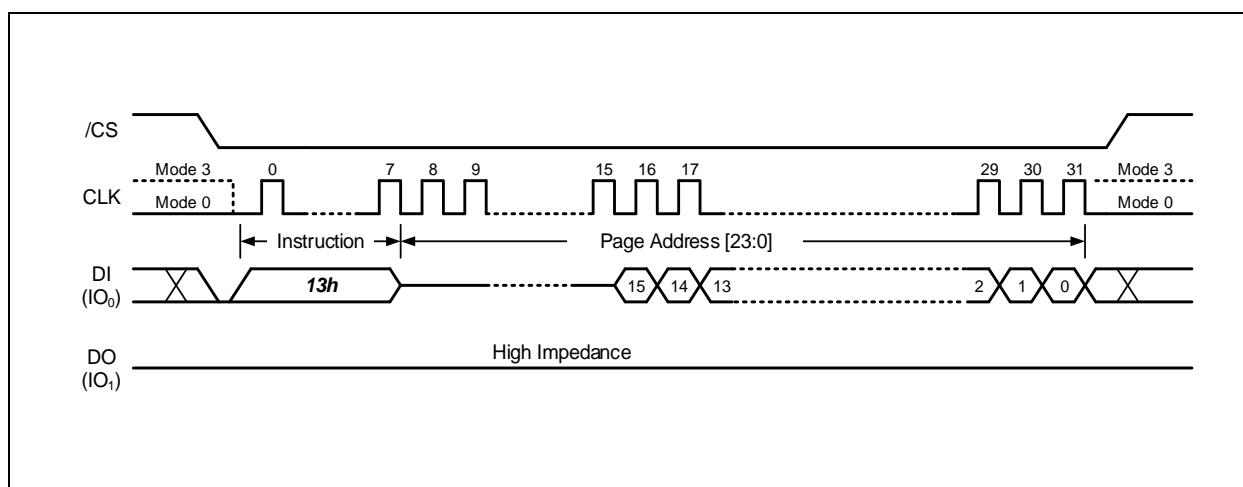 /CS
Mode 3 0 7 8 9 15 16 17 29 30 31 Mode 3
CLK
Mode 0 Mode 0
Instruction Page Address [23:0]
DI
(IO₀) 13h 15 14 13 2 1 0
High Impedance
DO
(IO₁)